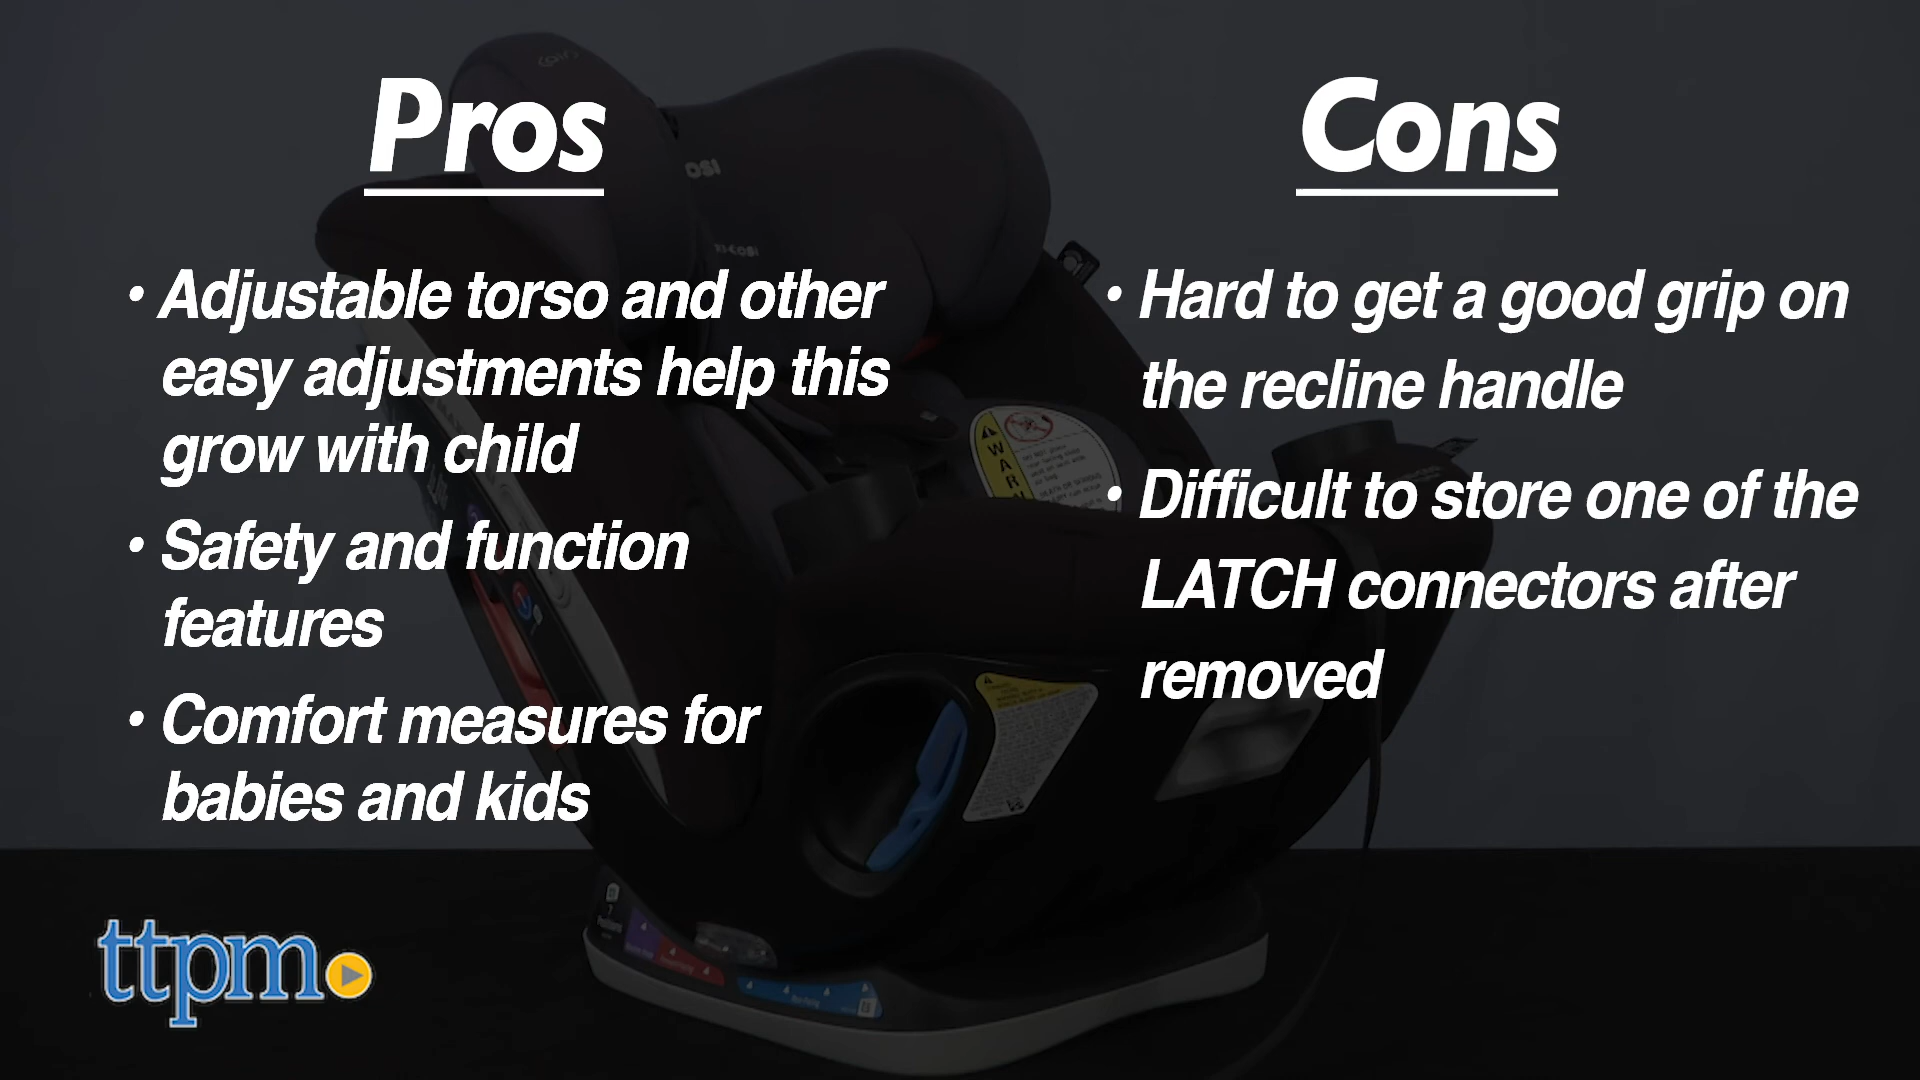 Pros
• Adjustable torso and other
easy adjustments help this
grow with child
• Safety and function
features
• Comfort measures for
babies and kids
Cons
• Hard to get a good grip on
the recline handle
• Difficult to store one of the
LATCH connectors after
removed
OSI
WARN
ttpm